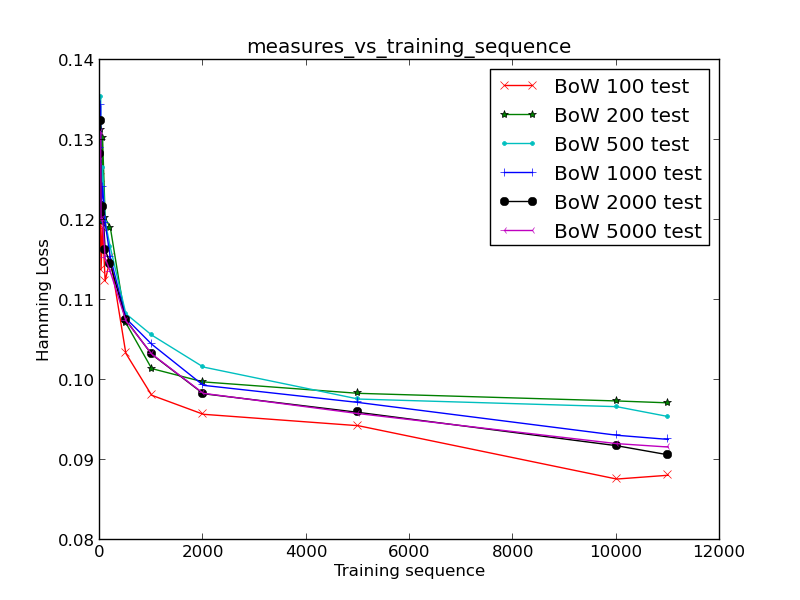 measures_vs_training_sequence
0.14
0.13
0.12
0.11
0.10
0.09
0.08
Hamming Loss
BoW 100 test
BoW 200 test
BoW 500 test
BoW 1000 test
BoW 2000 test
BoW 5000 test
0 2000 4000 6000 8000 10000 12000
Training sequence